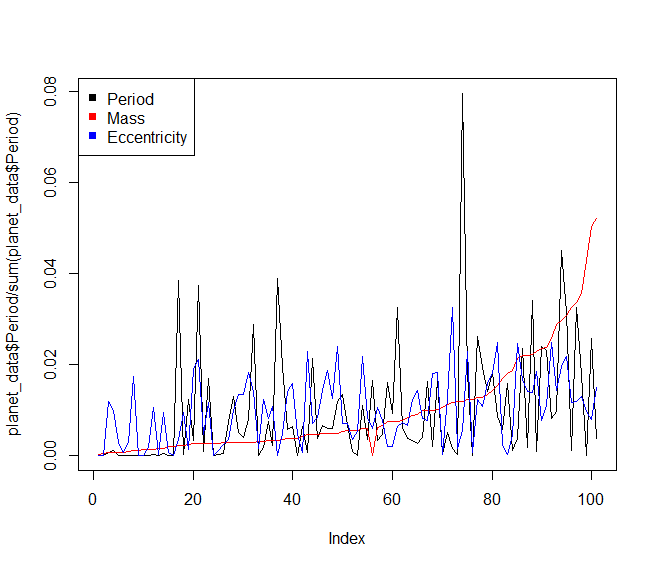 Period
Mass
Eccentricity
planet_data$Period/sum(planet_data$Period)
0.08
0.06
0.04
0.02
0.00
0 20 40 60 80 100
Index